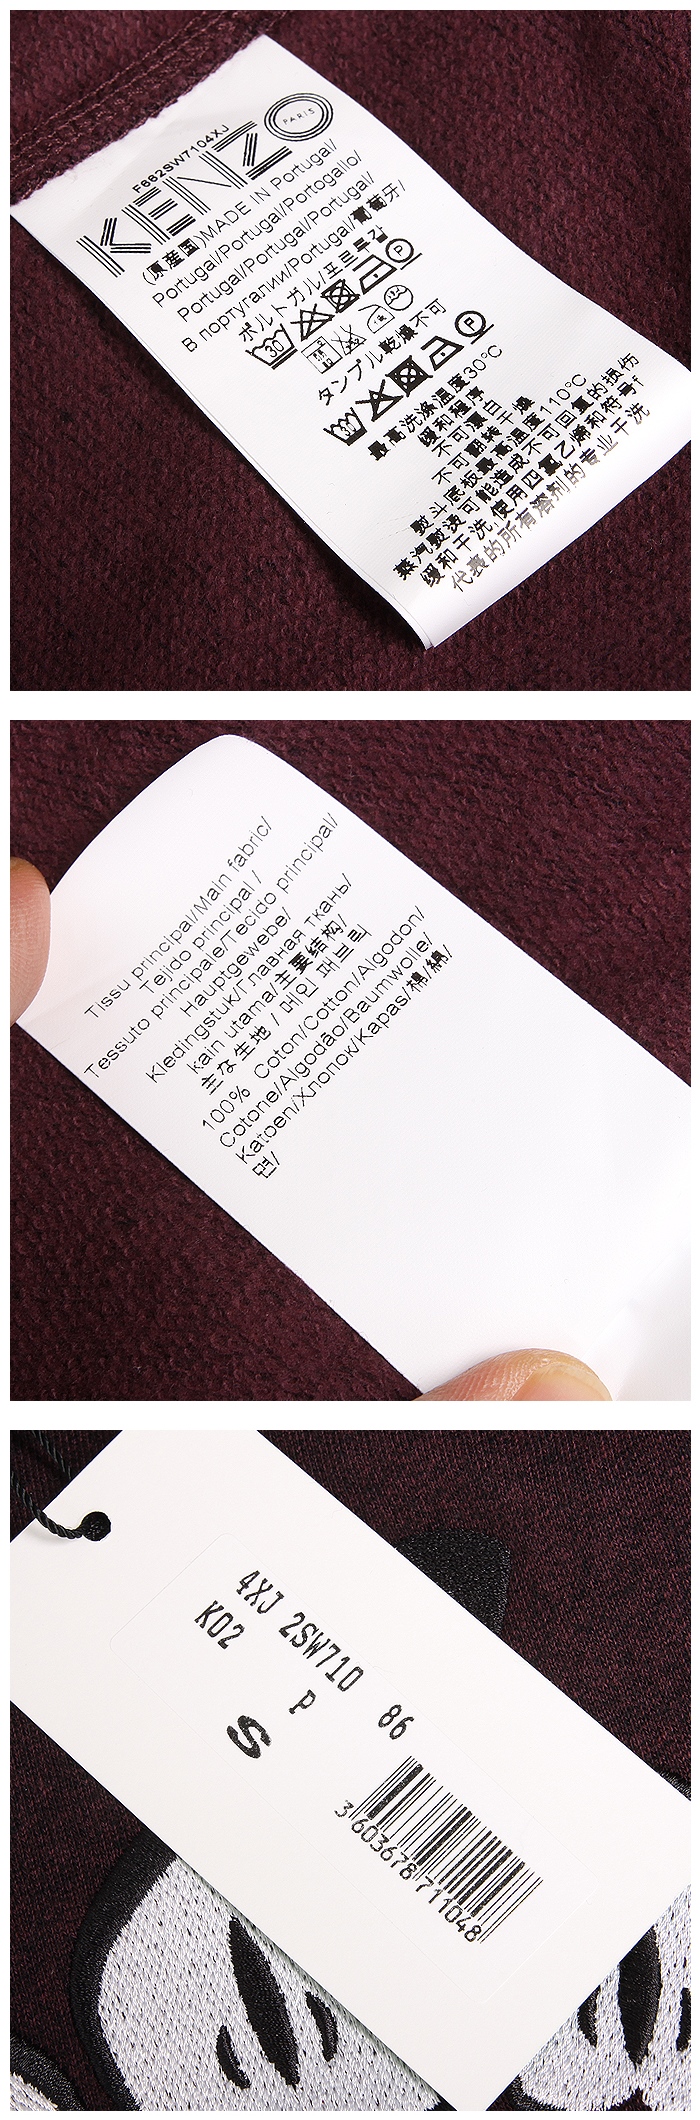 F662SW7104XJ
KENZO
PARIS
(原産国)MADE IN Portugal/
Portugal/Portugal/Portogallo/
Portugal/Portugal/Portugal/
В португалии/Portugal/葡萄牙/
ポルトガル/포르투갈
30
P
タンブル乾燥不可
30
P
最高洗涤温度30°C
缓和程序
不可漂白
不可翻转干燥
熨斗底板最高温度110°C
蒸汽熨烫可能造成不可回复的损伤
缓和干洗,使用四氯乙烯和符号F
代表的所有溶剂的专业干洗
Tissu principal/Main fabric/
Tejido principal /
Tessuto principale/Tecido principal/
Hauptgewebe/
Kledingstuk/Главная ткань/
kain utama/主要结构/
主な生地 / 메인 패브릭
100% Coton/Cotton/Algodon/
Cotone/Algodão/Baumwolle/
Katoen/Хлопок/Kapas/棉/綿/
면/
4XJ 2SW710 86
K02 P
S
3 603678 711048